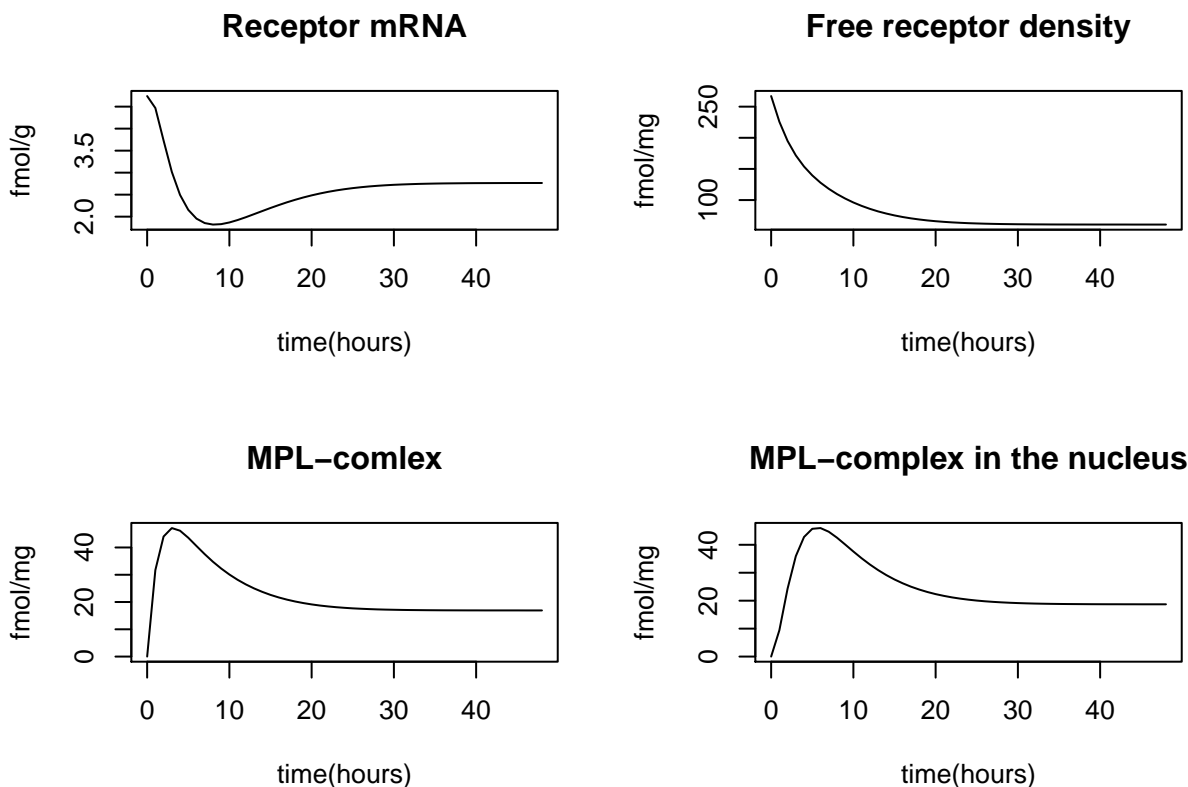 Receptor mRNA
fmol/g
2.0 3.5
0 10 20 30 40
time(hours)
Free receptor density
fmol/mg
100 250
0 10 20 30 40
time(hours)
MPL−comlex
fmol/mg
0 20 40
0 10 20 30 40
time(hours)
MPL−complex in the nucleus
fmol/mg
0 20 40
0 10 20 30 40
time(hours)